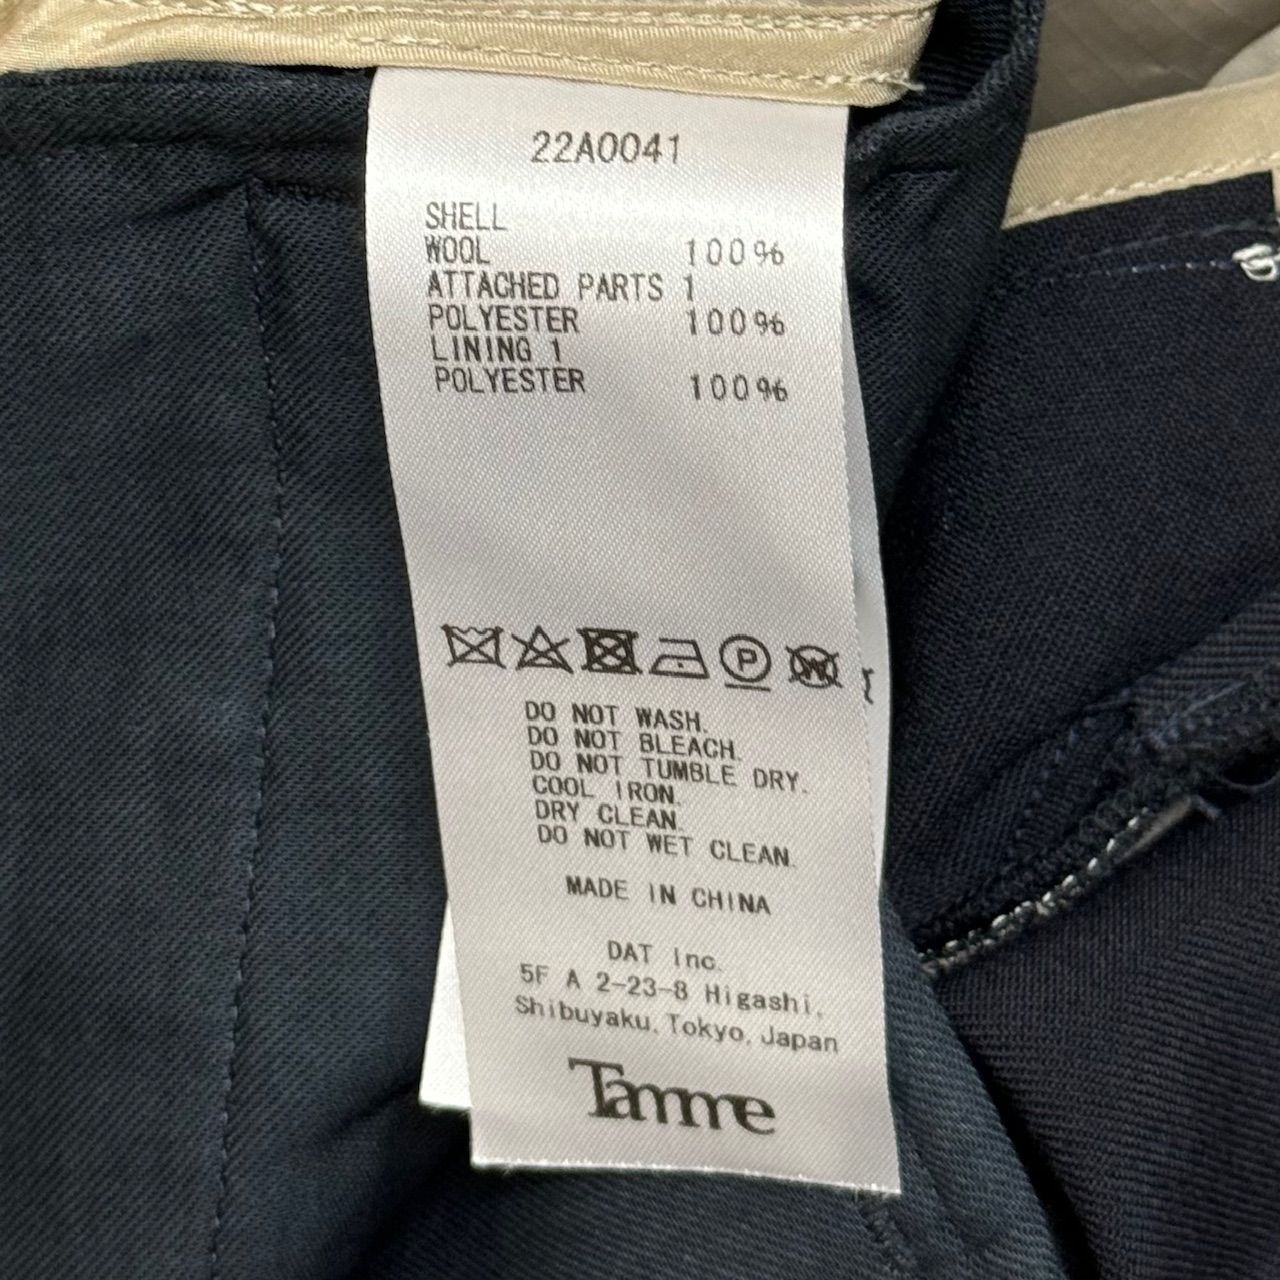 22A0041
SHELL
WOOL 100%
ATTACHED PARTS 1
POLYESTER 100%
LINING 1
POLYESTER 100%
P W
DO NOT WASH.
DO NOT BLEACH.
DO NOT TUMBLE DRY.
COOL IRON.
DRY CLEAN.
DO NOT WET CLEAN.
MADE IN CHINA
DAT Inc.
5F A 2-23-8 Higashi,
Shibuyaku, Tokyo, Japan
Tamme